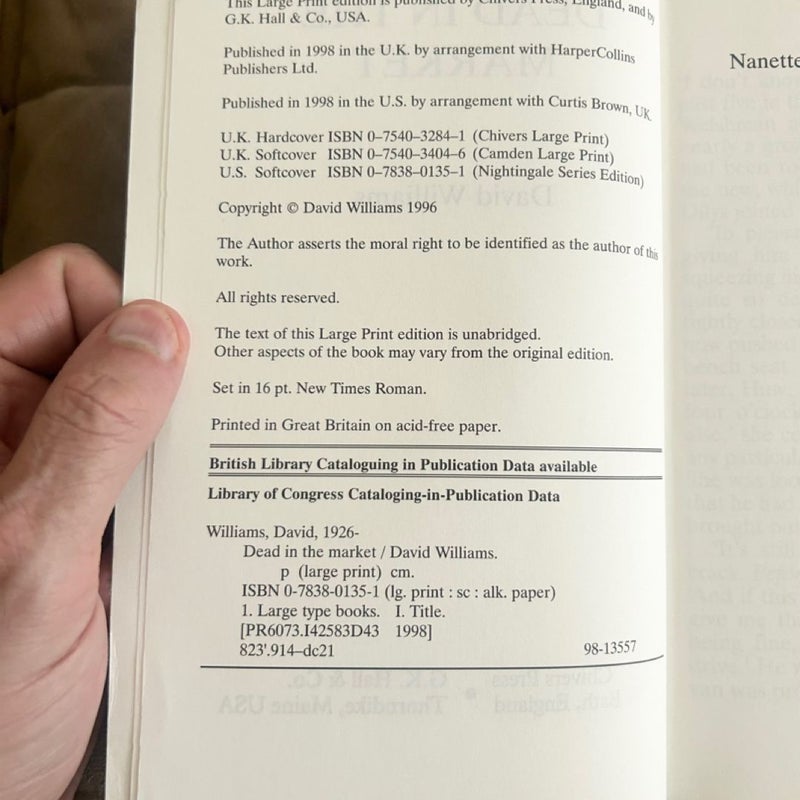 This Large Print edition is published by Chivers Press, England, and by
G.K. Hall & Co., USA.
Published in 1998 in the U.K. by arrangement with HarperCollins
Publishers Ltd.
Published in 1998 in the U.S. by arrangement with Curtis Brown, UK
U.K. Hardcover ISBN 0–7540–3284–1 (Chivers Large Print)
U.K. Softcover ISBN 0–7540–3404–6 (Camden Large Print)
U.S. Softcover ISBN 0–7838–0135–1 (Nightingale Series Edition)
Copyright © David Williams 1996
The Author asserts the moral right to be identified as the author of this
work.
All rights reserved.
The text of this Large Print edition is unabridged.
Other aspects of the book may vary from the original edition.
Set in 16 pt. New Times Roman.
Printed in Great Britain on acid-free paper.
British Library Cataloguing in Publication Data available
Library of Congress Cataloging-in-Publication Data
Williams, David, 1926-
Dead in the market / David Williams.
p (large print) cm.
ISBN 0-7838-0135-1 (lg. print : sc : alk. paper)
1. Large type books. I. Title.
[PR6073.I42583D43 1998]
823'.914–dc21 98-13557
Nanette